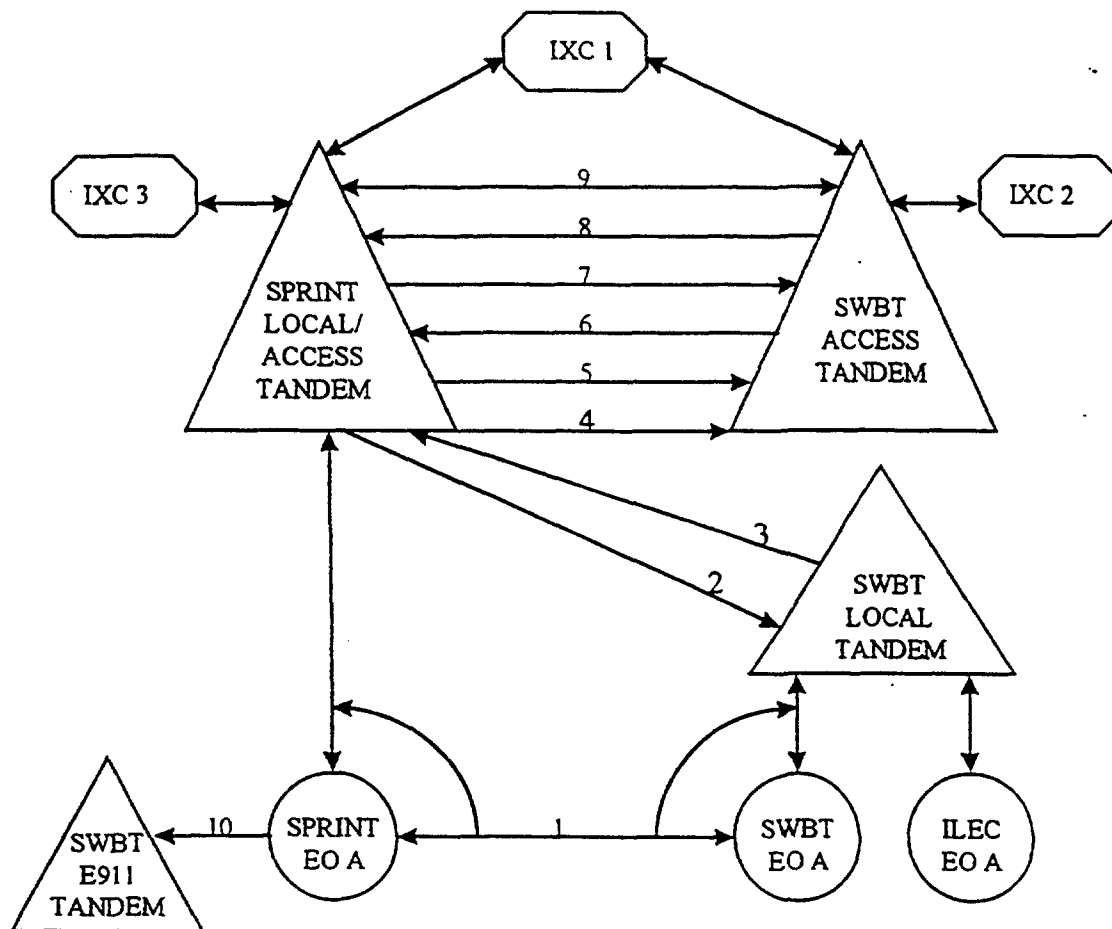 IXC 1
IXC 3
IXC 2
9
8
7
6
5
4
SPRINT
LOCAL/
ACCESS
TANDEM
SWBT
ACCESS
TANDEM
3
2
SWBT
LOCAL
TANDEM
10
1
SPRINT
EO A
SWBT
EO A
ILEC
EO A
SWBT
E911
TANDEM